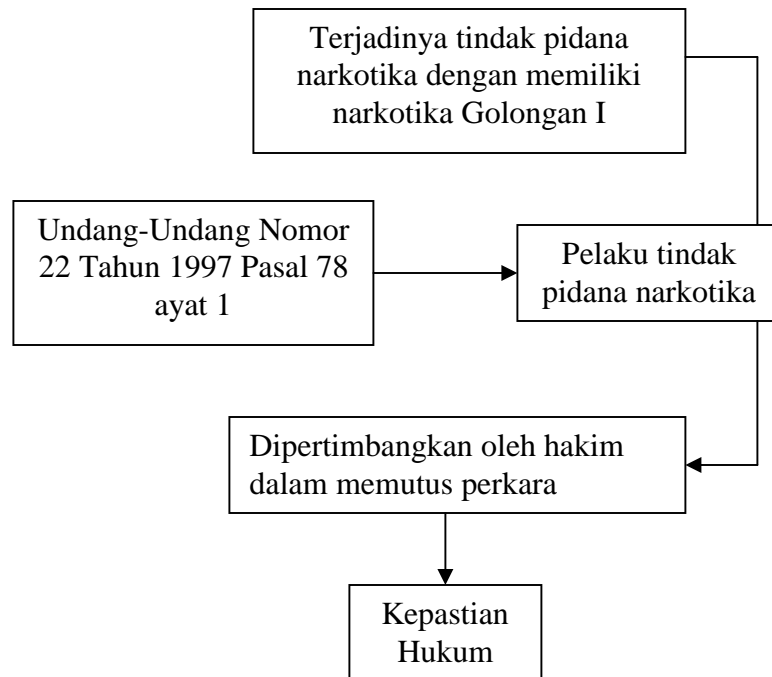 Terjadinya tindak pidana
narkotika dengan memiliki
narkotika Golongan I
Undang-Undang Nomor
22 Tahun 1997 Pasal 78
ayat 1
Pelaku tindak
pidana narkotika
Dipertimbangkan oleh hakim
dalam memutus perkara
Kepastian
Hukum